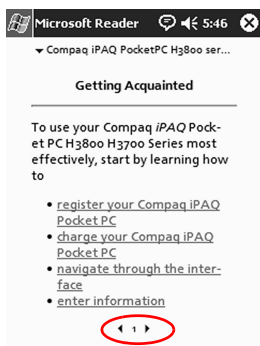 Microsoft Reader 5:46
Compaq iPAQ PocketPC H3800 ser...
Getting Acquainted
To use your Compaq iPAQ Pock-
et PC H3800 H3700 Series most
effectively, start by learning how
to
• register your Compaq iPAQ
Pocket PC
• charge your Compaq iPAQ
Pocket PC
• navigate through the inter-
face
• enter information
1